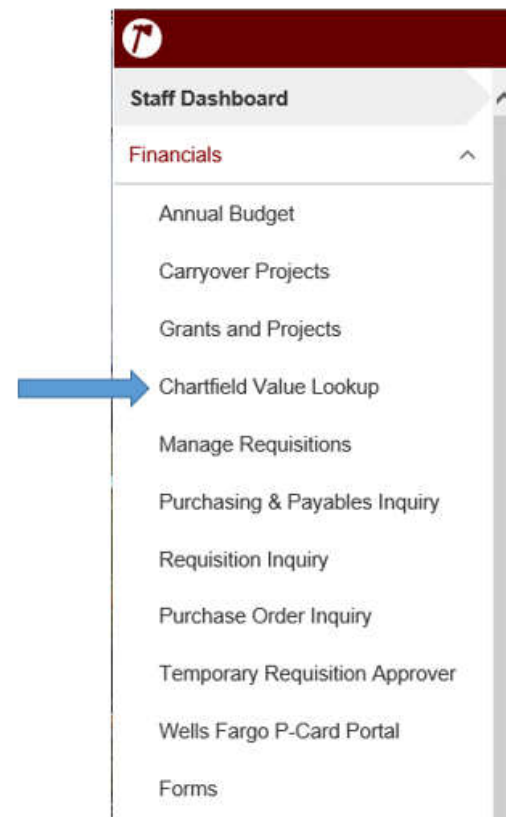 Staff Dashboard
Financials
Annual Budget
Carryover Projects
Grants and Projects
Chartfield Value Lookup
Manage Requisitions
Purchasing & Payables Inquiry
Requisition Inquiry
Purchase Order Inquiry
Temporary Requisition Approver
Wells Fargo P-Card Portal
Forms